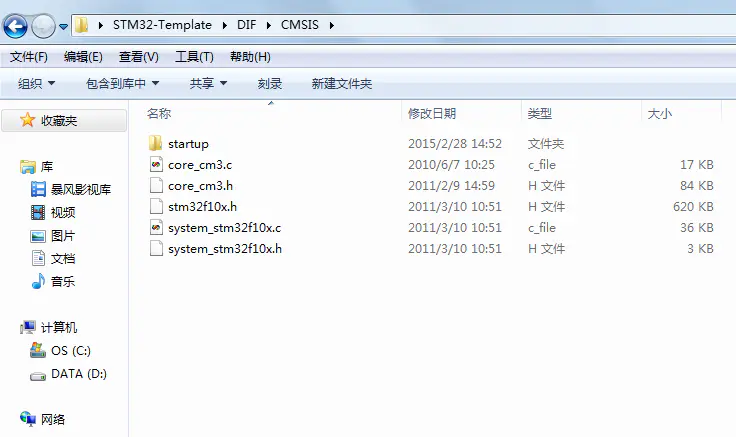 STM32-Template DIF CMSIS
文件(F) 编辑(E) 查看(V) 工具(T) 帮助(H)
组织 包含到库中 共享 刻录 新建文件夹
收藏夹
库
暴风影视库
视频
图片
文档
音乐
计算机
OS (C:)
DATA (D:)
网络
名称 修改日期 类型 大小
startup 2015/2/28 14:52 文件夹
core_cm3.c 2010/6/7 10:25 c_file 17 KB
core_cm3.h 2011/2/9 14:59 H 文件 84 KB
stm32f10x.h 2011/3/10 10:51 H 文件 620 KB
system_stm32f10x.c 2011/3/10 10:51 c_file 36 KB
system_stm32f10x.h 2011/3/10 10:51 H 文件 3 KB